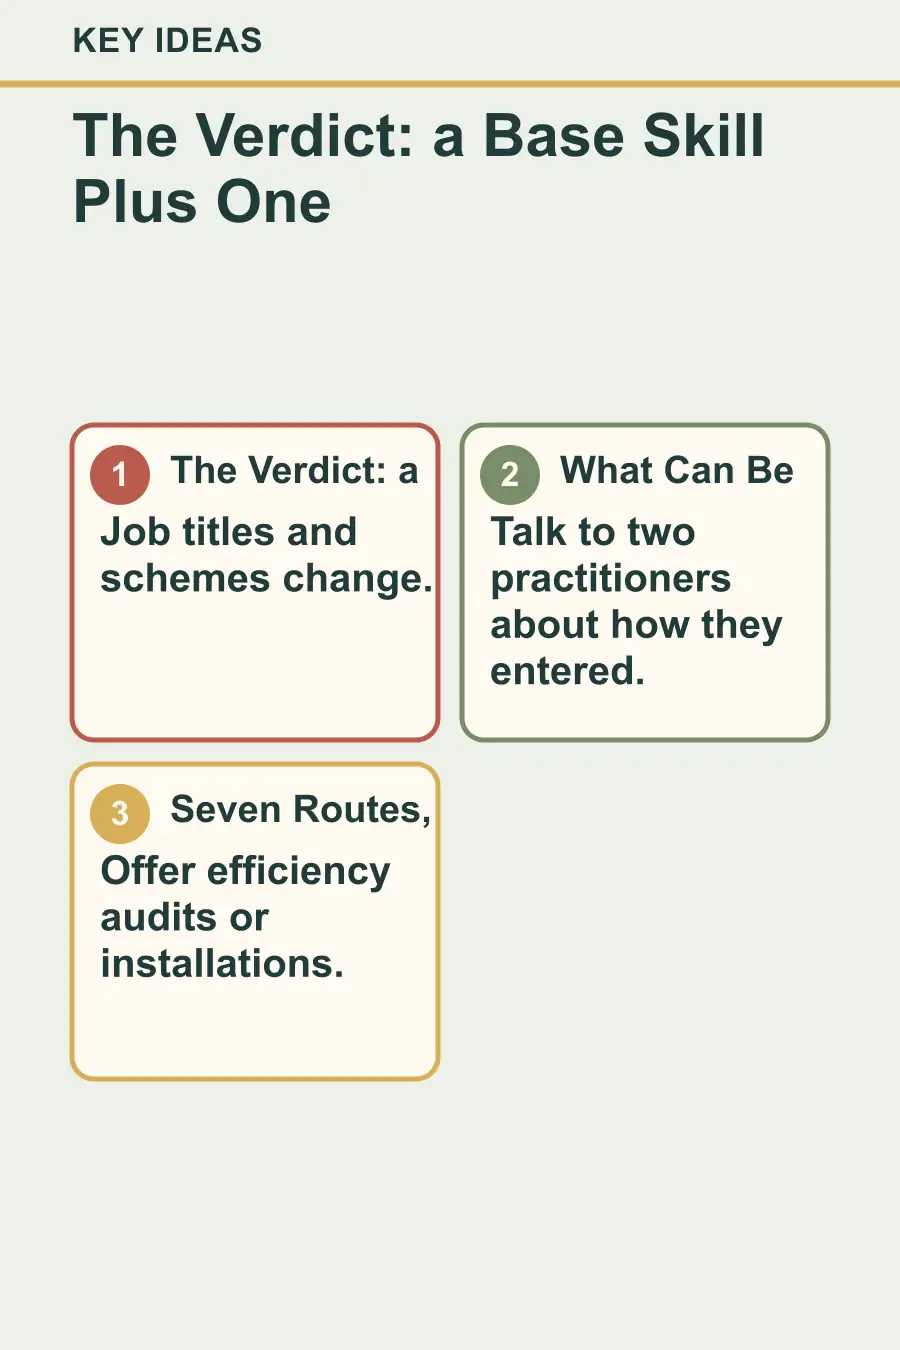 KEY IDEAS
The Verdict: a Base Skill
Plus One
1 The Verdict: a
Job titles and
schemes change.
2 What Can Be
Talk to two
practitioners
about how they
entered.
3 Seven Routes,
Offer efficiency
audits or
installations.